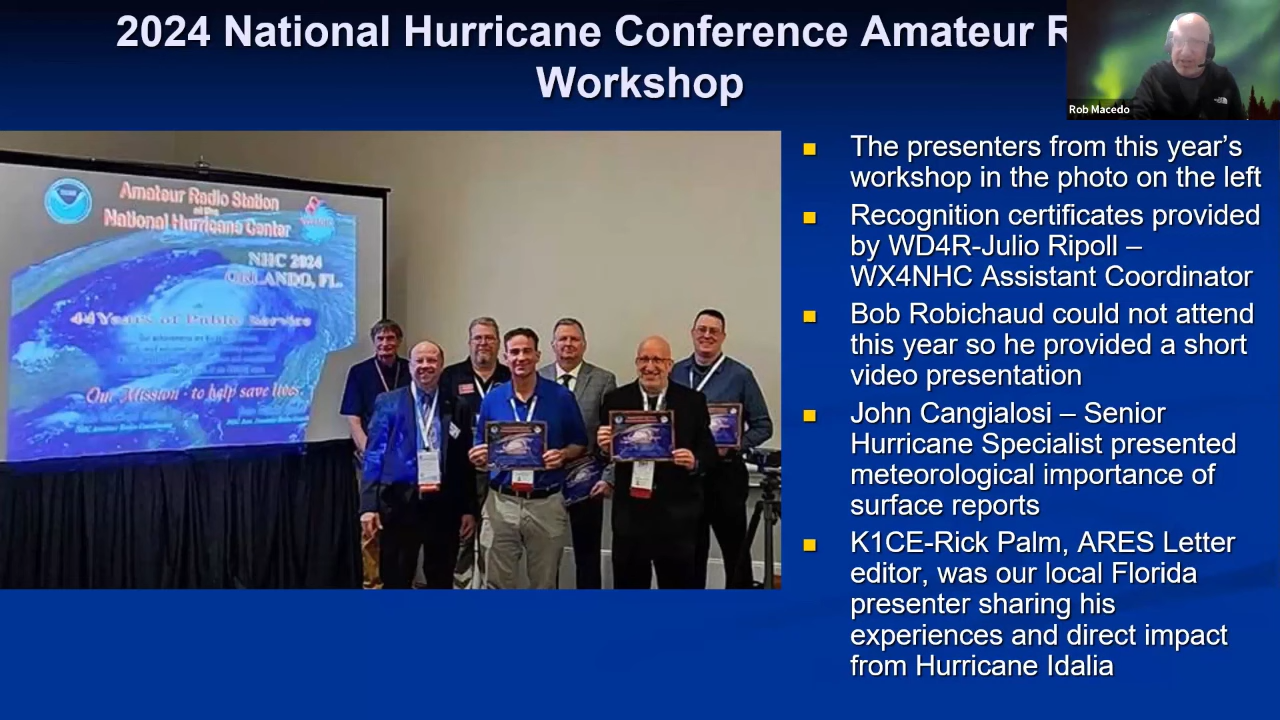 2024 National Hurricane Conference Amateur R
Workshop
Rob Macedo
Amateur Radio Station
at the
National Hurricane Center
NHC 2024
ORLANDO, FL.
44 Years of Public Service
Our Mission - to help save lives.
The presenters from this year’s
workshop in the photo on the left
Recognition certificates provided
by WD4R-Julio Ripoll –
WX4NHC Assistant Coordinator
Bob Robichaud could not attend
this year so he provided a short
video presentation
John Cangialosi – Senior
Hurricane Specialist presented
meteorological importance of
surface reports
K1CE-Rick Palm, ARES Letter
editor, was our local Florida
presenter sharing his
experiences and direct impact
from Hurricane Idalia